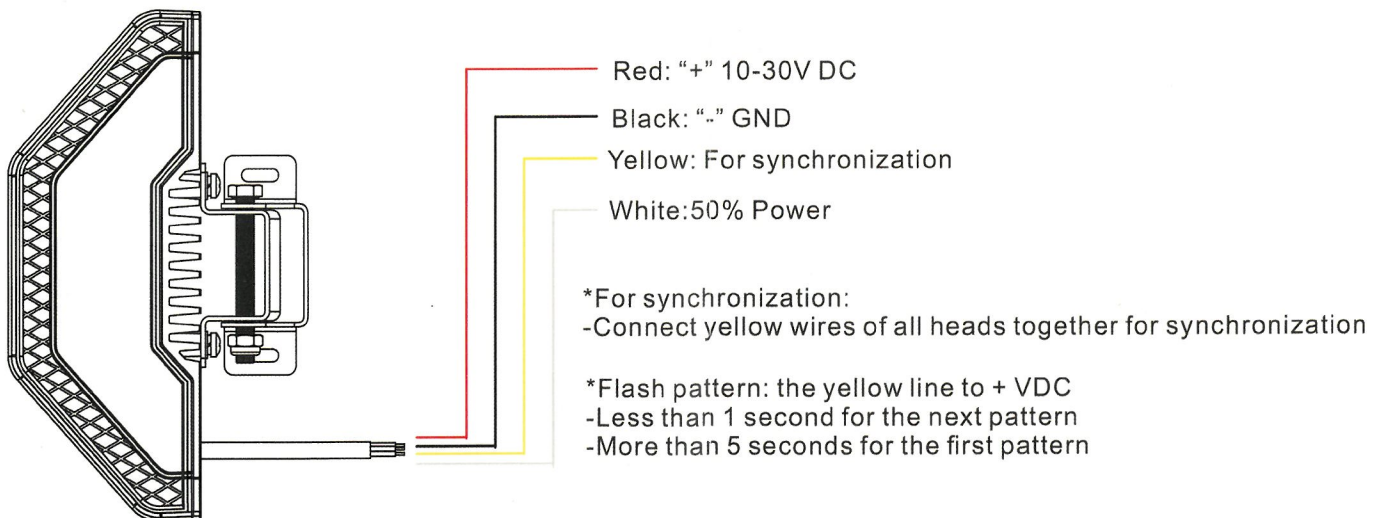 Red: “+” 10-30V DC
Black: “-” GND
Yellow: For synchronization
White:50% Power
*For synchronization:
-Connect yellow wires of all heads together for synchronization
*Flash pattern: the yellow line to + VDC
-Less than 1 second for the next pattern
-More than 5 seconds for the first pattern